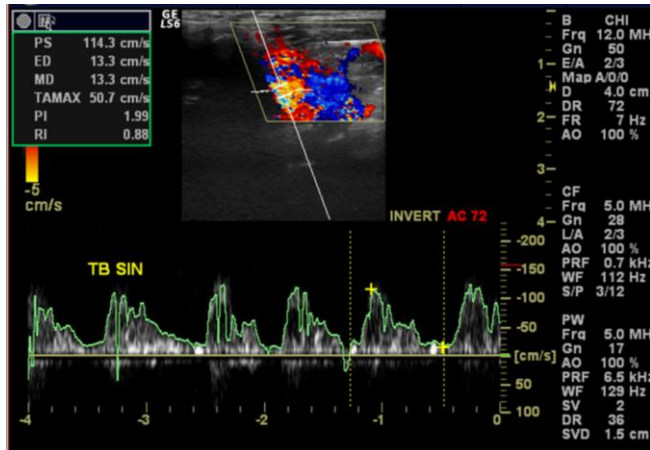 GE
LS6
PS 114.3 cm/s
ED 13.3 cm/s
MD 13.3 cm/s
TAMAX 50.7 cm/s
PI 1.99
RI 0.88
-5
cm/s
1
2
3
4
B CHI
Frq 12.0 MH
Gn 50
E/A 2/3
Map A/0/0
D 4.0 cm
DR 72
FR 7 Hz
AO 100 %
CF
Frq 5.0 MH
Gn 28
L/A 2/3
AO 100 %
PRF 0.7 kHz
WF 112 Hz
S/P 3/12
PW
Frq 5.0 MH
Gn 17
AO 100 %
PRF 6.5 kHz
WF 129 Hz
SV 2
DR 36
SVD 1.5 cm
INVERT AC 72
TB SIN
-200
-150
-100
-50
[cm/s]
50
100
-4 -3 -2 -1 0